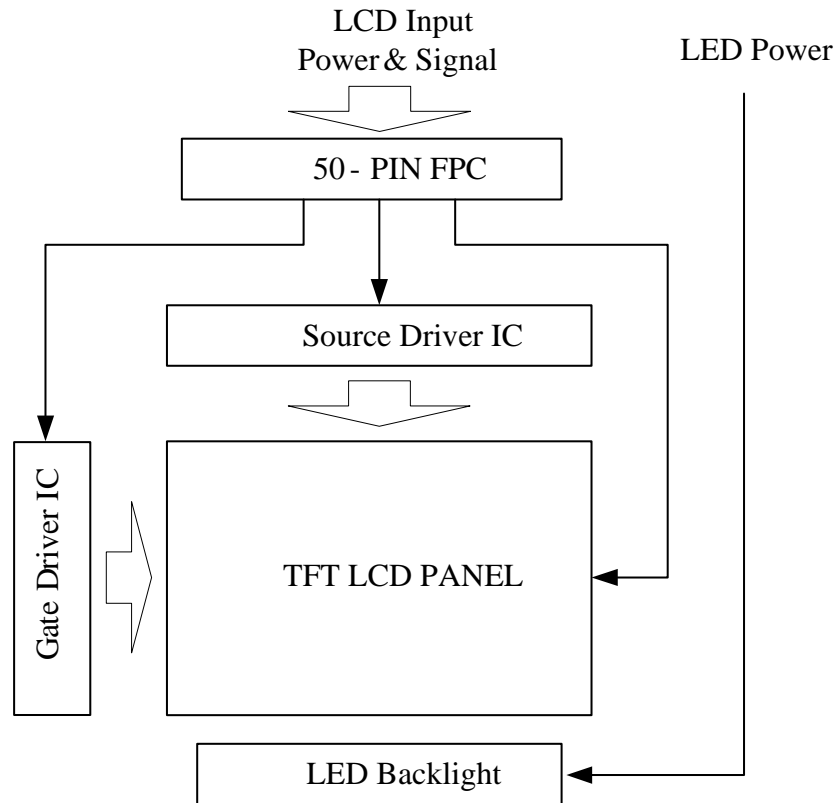 LCD Input
Power & Signal
LED Power
50 - PIN FPC
Source Driver IC
Gate Driver IC
TFT LCD PANEL
LED Backlight